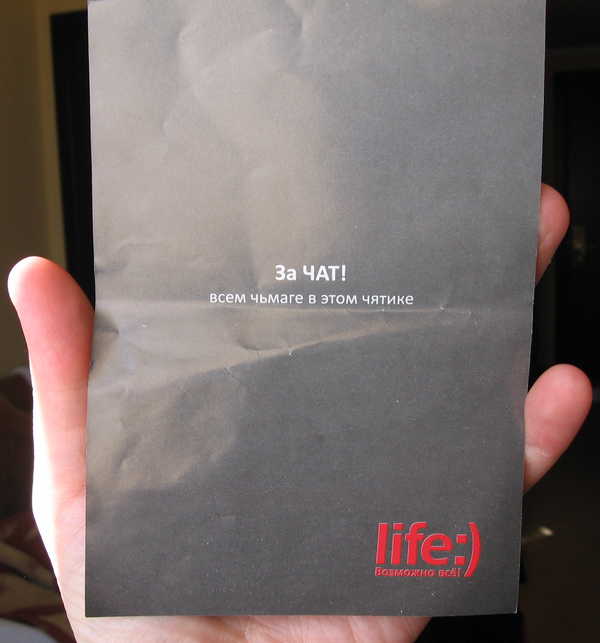 За ЧАТ!
всем чьмаге в этом чятике
life:)
Возможно всё!